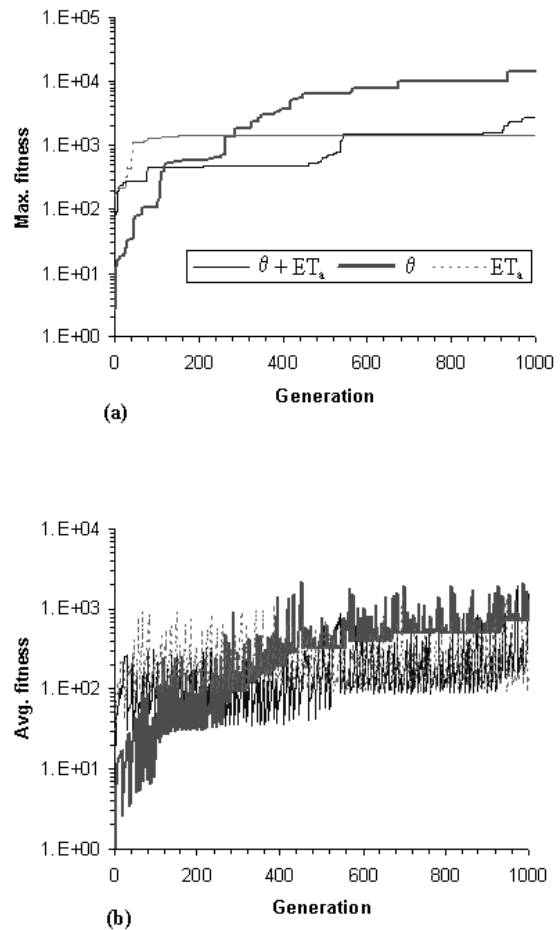 1.E+05
1.E+04
1.E+03
1.E+02
1.E+01
1.E+00
Max. fitness
θ + ETₐ θ ETₐ
0 200 400 600 800 1000
Generation
(a)
1.E+04
1.E+03
1.E+02
1.E+01
1.E+00
Avg. fitness
0 200 400 600 800 1000
Generation
(b)